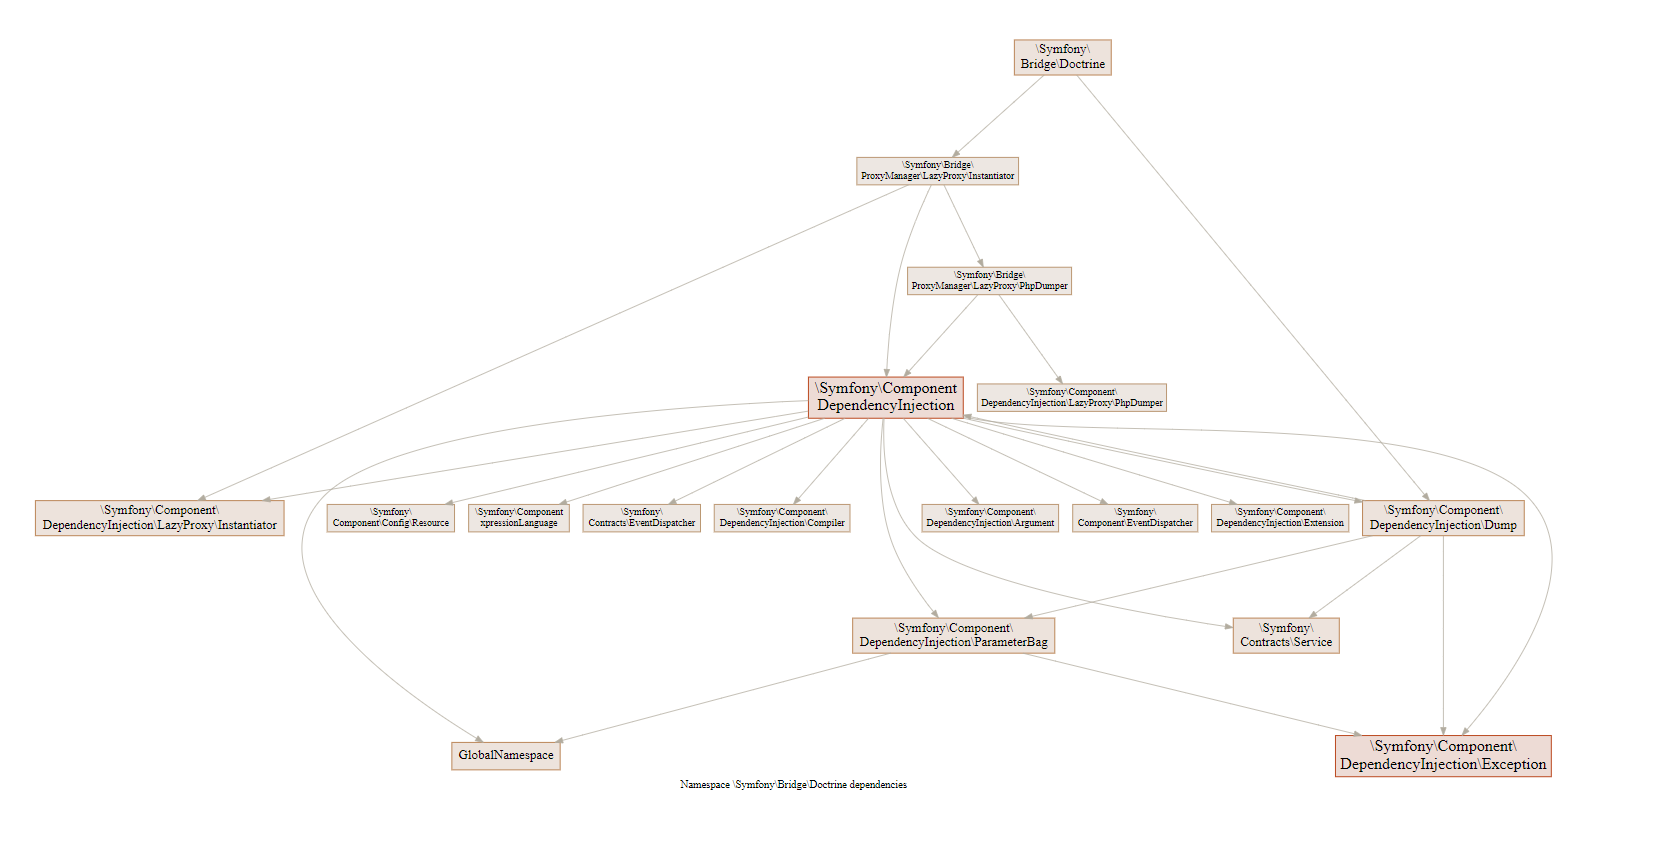 \Symfony\
Bridge\Doctrine
\Symfony\Bridge\
ProxyManager\LazyProxy\Instantiator
\Symfony\Bridge\
ProxyManager\LazyProxy\PhpDumper
\Symfony\Component
DependencyInjection
\Symfony\Component\
DependencyInjection\LazyProxy\PhpDumper
\Symfony\Component\
DependencyInjection\LazyProxy\Instantiator
\Symfony\
Component\Config\Resource
\Symfony\Component
xpressionLanguage
\Symfony\
Contracts\EventDispatcher
\Symfony\Component\
DependencyInjection\Compiler
\Symfony\Component\
DependencyInjection\Argument
\Symfony\
Component\EventDispatcher
\Symfony\Component\
DependencyInjection\Extension
\Symfony\Component\
DependencyInjection\Dump
\Symfony\Component\
DependencyInjection\ParameterBag
\Symfony\
Contracts\Service
GlobalNamespace
\Symfony\Component\
DependencyInjection\Exception
Namespace \Symfony\Bridge\Doctrine dependencies